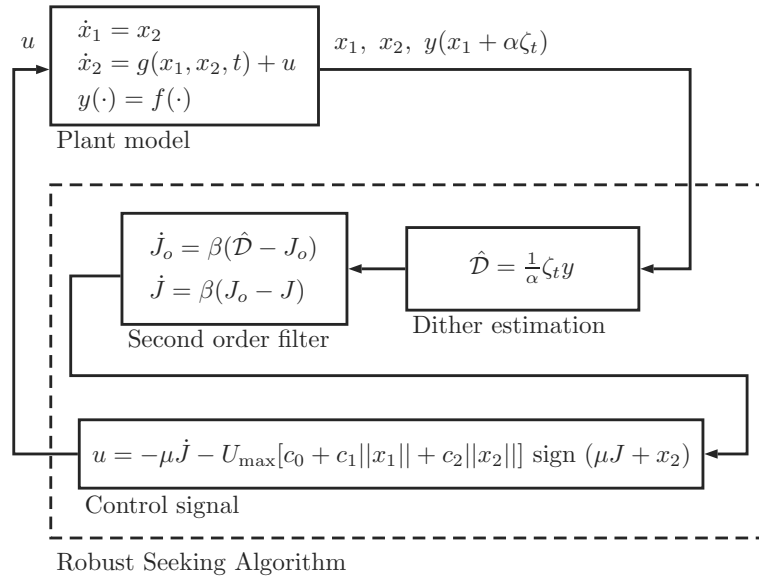 u
ẋ₁ = x₂
ẋ₂ = g(x₁, x₂, t) + u
y(·) = f(·)
x₁, x₂, y(x₁ + αζₜ)
Plant model
J̇ₒ = β(𝒟̂ − Jₒ)
J̇ = β(Jₒ − J)
𝒟̂ = 1/α ζₜy
Second order filter
Dither estimation
u = −μJ̇ − U_max[c₀ + c₁||x₁|| + c₂||x₂||] sign (μJ + x₂)
Control signal
Robust Seeking Algorithm